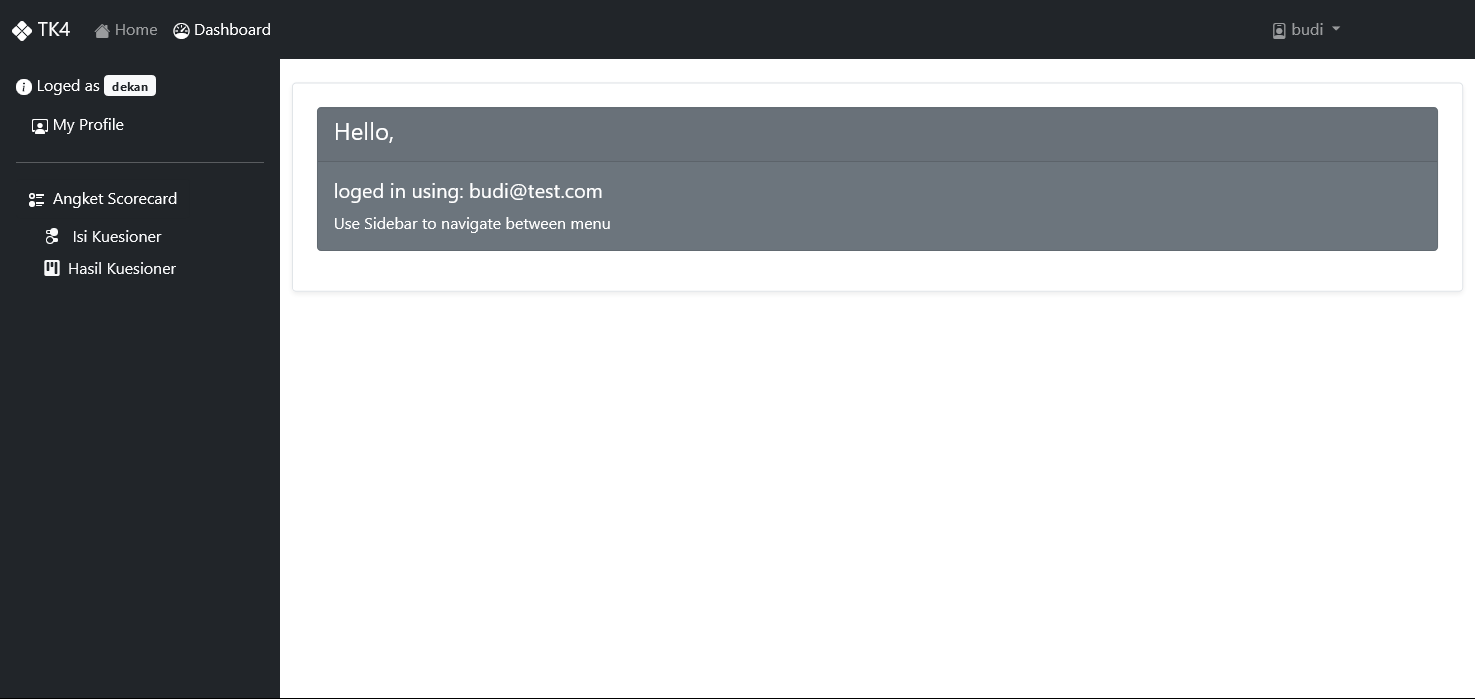 TK4 Home Dashboard budi
Loged as dekan
My Profile
Angket Scorecard
Isi Kuesioner
Hasil Kuesioner
Hello,
loged in using: budi@test.com
Use Sidebar to navigate between menu